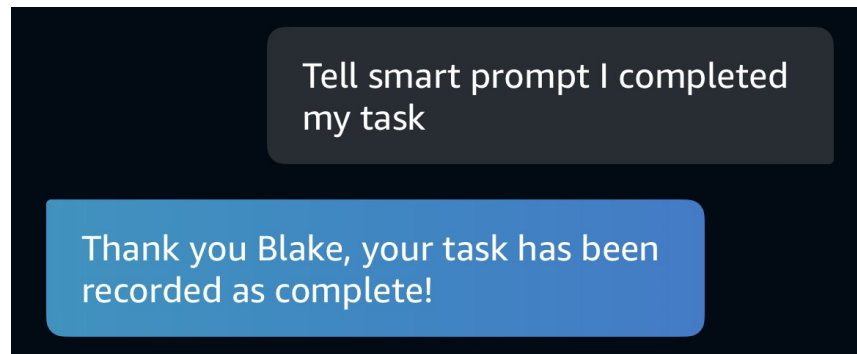 Tell smart prompt I completed
my task
Thank you Blake, your task has been
recorded as complete!